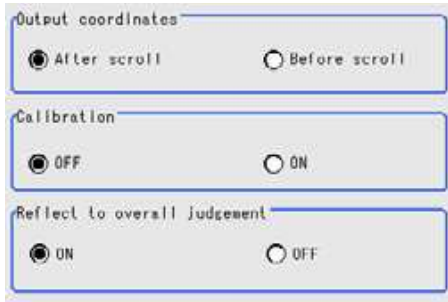 Output coordinates
After scroll Before scroll
Calibration
OFF ON
Reflect to overall judgement
ON OFF